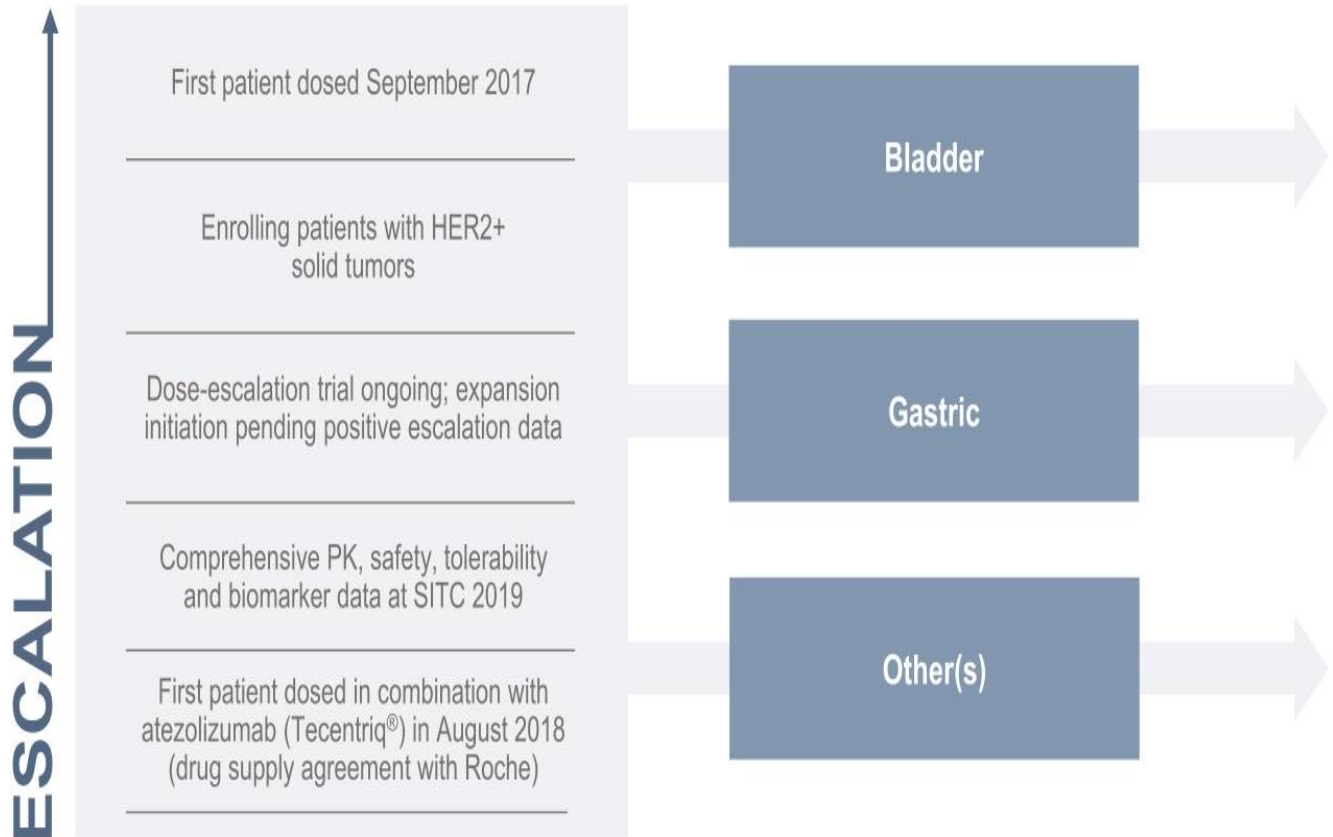 ESCALATION
First patient dosed September 2017
Enrolling patients with HER2+
solid tumors
Dose-escalation trial ongoing; expansion
initiation pending positive escalation data
Comprehensive PK, safety, tolerability
and biomarker data at SITC 2019
First patient dosed in combination with
atezolizumab (Tecentriq®) in August 2018
(drug supply agreement with Roche)
Bladder
Gastric
Other(s)